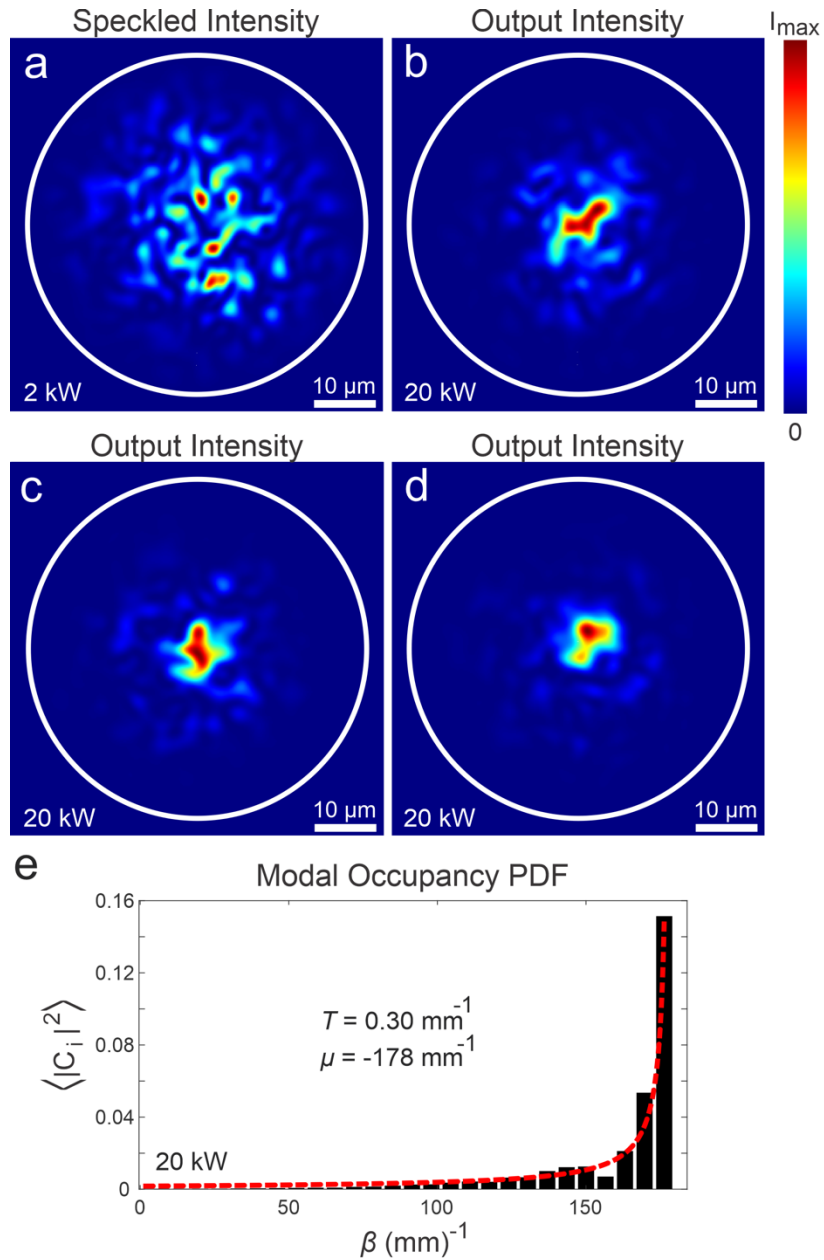 Speckled Intensity
a
2 kW
10 µm
Output Intensity
b
20 kW
10 µm
I_max
0
Output Intensity
c
20 kW
10 µm
Output Intensity
d
20 kW
10 µm
e
Modal Occupancy PDF
⟨|C_i|²⟩
0.16
0.12
0.08
0.04
0
T = 0.30 mm⁻¹
µ = -178 mm⁻¹
20 kW
0 50 100 150
β (mm)⁻¹